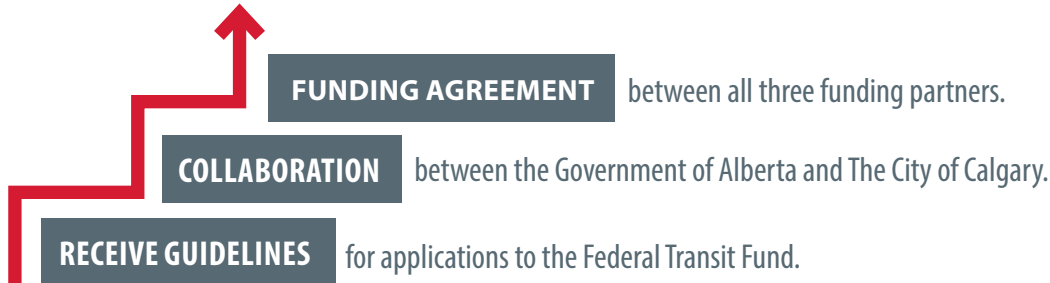 FUNDING AGREEMENT between all three funding partners.
COLLABORATION between the Government of Alberta and The City of Calgary.
RECEIVE GUIDELINES for applications to the Federal Transit Fund.